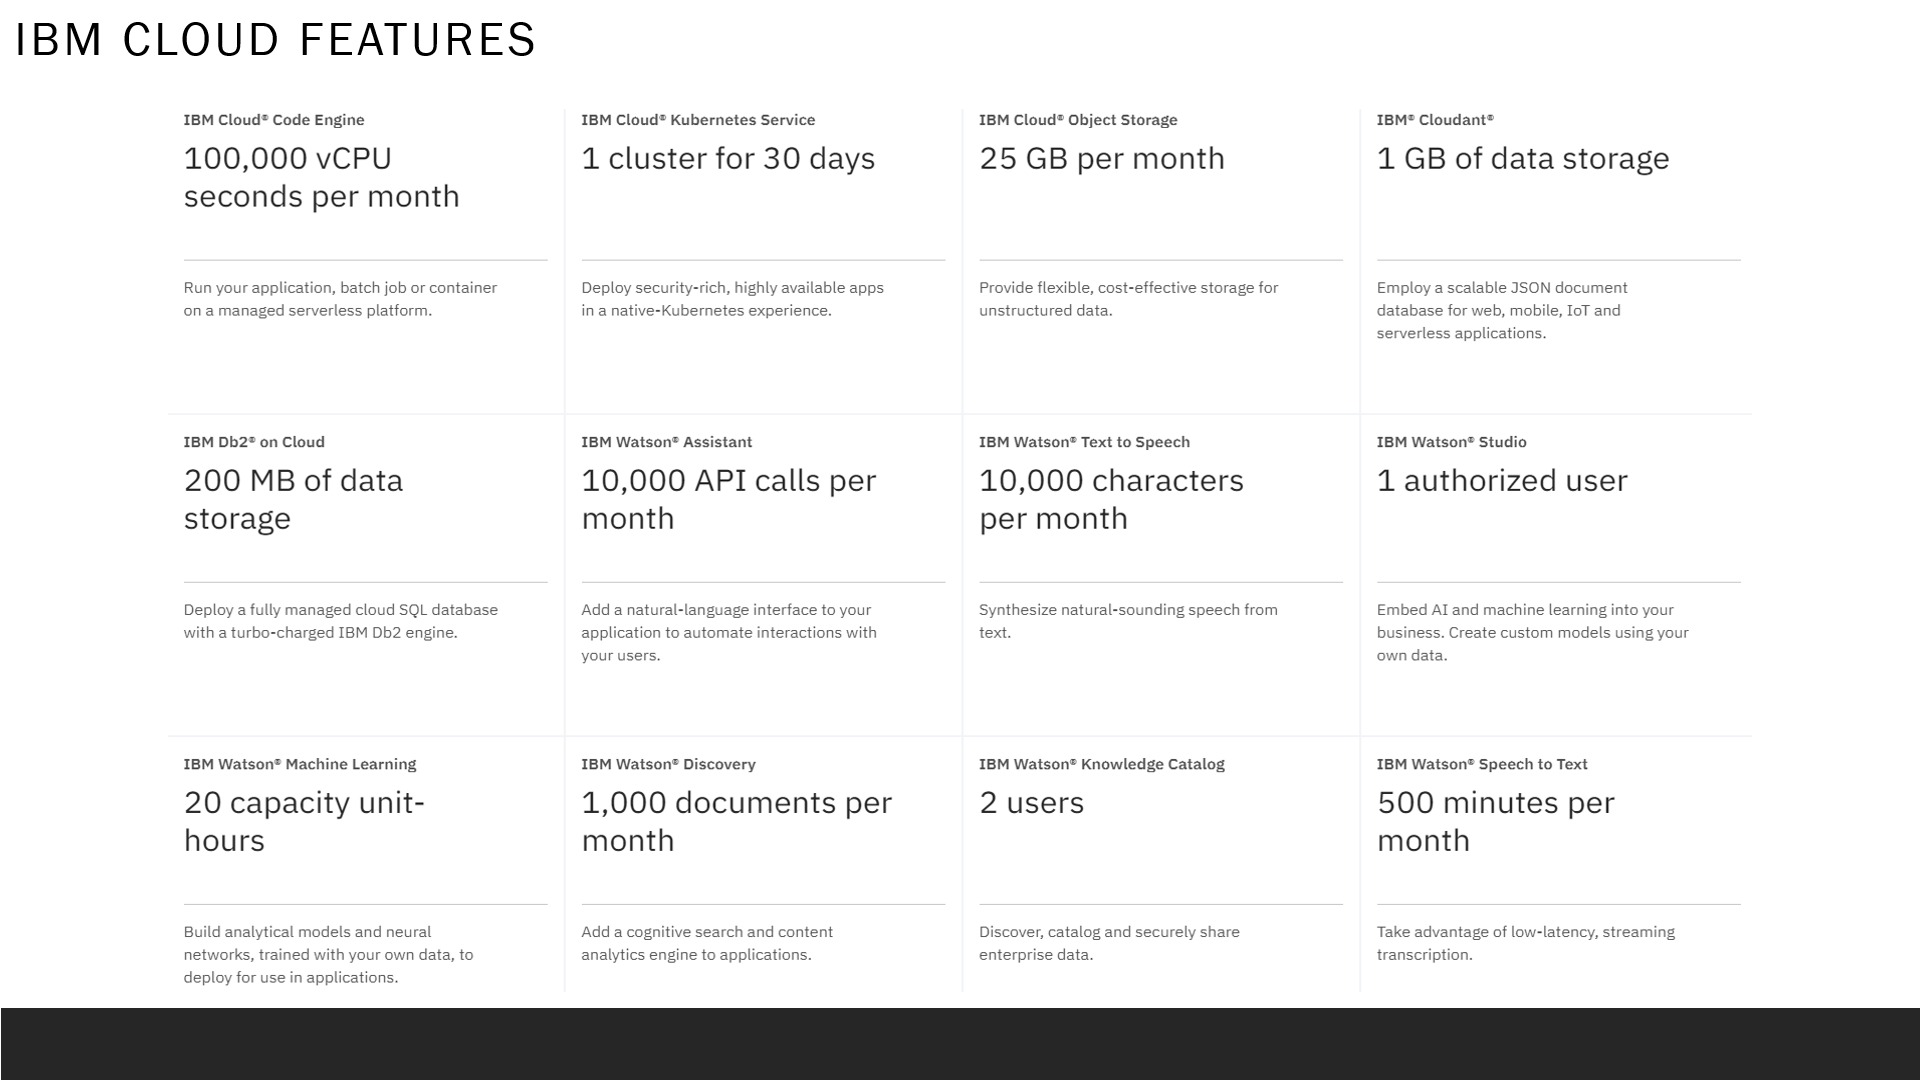 IBM CLOUD FEATURES
IBM Cloud® Code Engine
100,000 vCPU
seconds per month
Run your application, batch job or container
on a managed serverless platform.
IBM Cloud® Kubernetes Service
1 cluster for 30 days
Deploy security-rich, highly available apps
in a native-Kubernetes experience.
IBM Cloud® Object Storage
25 GB per month
Provide flexible, cost-effective storage for
unstructured data.
IBM® Cloudant®
1 GB of data storage
Employ a scalable JSON document
database for web, mobile, IoT and
serverless applications.
IBM Db2® on Cloud
200 MB of data
storage
Deploy a fully managed cloud SQL database
with a turbo-charged IBM Db2 engine.
IBM Watson® Assistant
10,000 API calls per
month
Add a natural-language interface to your
application to automate interactions with
your users.
IBM Watson® Text to Speech
10,000 characters
per month
Synthesize natural-sounding speech from
text.
IBM Watson® Studio
1 authorized user
Embed AI and machine learning into your
business. Create custom models using your
own data.
IBM Watson® Machine Learning
20 capacity unit-
hours
Build analytical models and neural
networks, trained with your own data, to
deploy for use in applications.
IBM Watson® Discovery
1,000 documents per
month
Add a cognitive search and content
analytics engine to applications.
IBM Watson® Knowledge Catalog
2 users
Discover, catalog and securely share
enterprise data.
IBM Watson® Speech to Text
500 minutes per
month
Take advantage of low-latency, streaming
transcription.